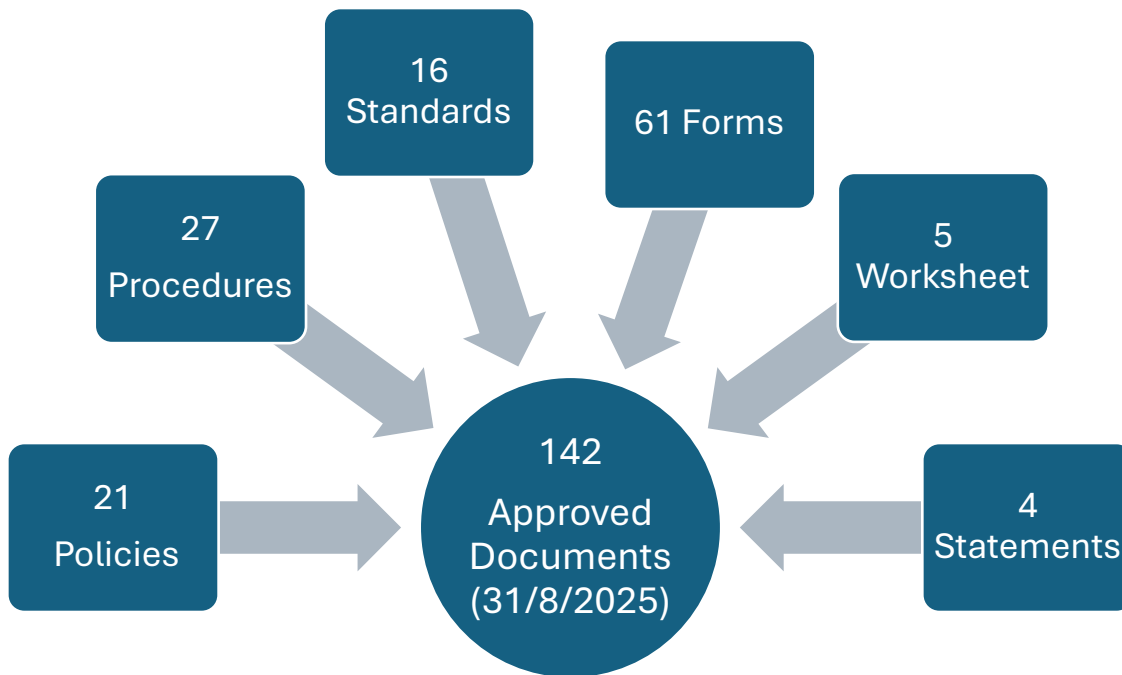 16
Standards
61 Forms
27
Procedures
5
Worksheet
21
Policies
142
Approved
Documents
(31/8/2025)
4
Statements